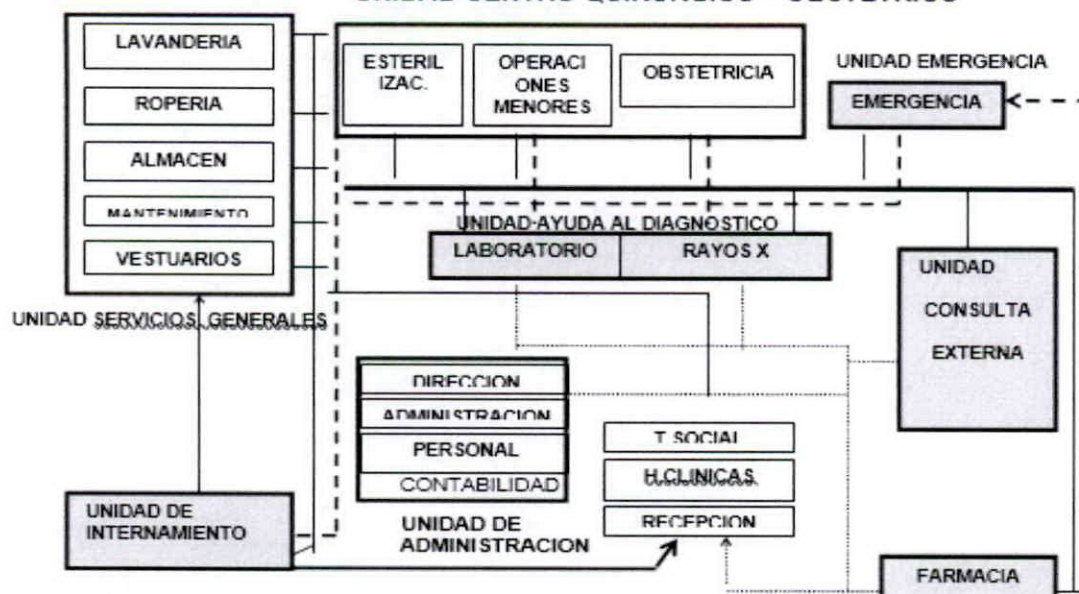 LAVANDERIA
ROPERIA
ALMACEN
MANTENIMIENTO
VESTUARIOS
UNIDAD SERVICIOS GENERALES
ESTERIL
IZAC.
OPERACI
ONES
MENORES
OBSTETRICIA
UNIDAD EMERGENCIA
EMERGENCIA
UNIDAD AYUDA AL DIAGNOSTICO
LABORATORIO
RAYOS X
UNIDAD
CONSULTA
EXTERNA
DIRECCION
ADMINISTRACION
PERSONAL
CONTABILIDAD
UNIDAD DE
ADMINISTRACION
T SOCIAL
H.CLINICAS
RECEPCION
UNIDAD DE
INTERNAMIENTO
FARMACIA